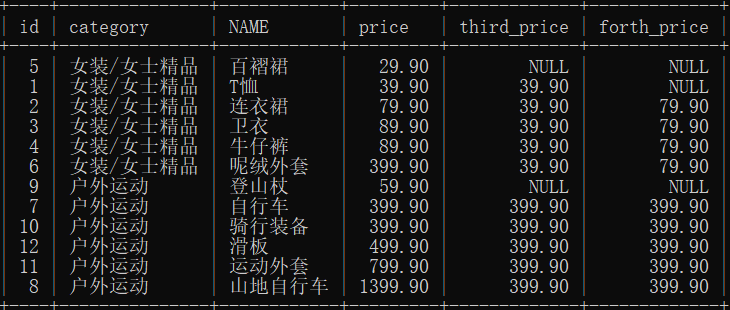 id category NAME price third_price forth_price
5 女装/女士精品 百褶裙 29.90 NULL NULL
1 女装/女士精品 T恤 39.90 39.90 NULL
2 女装/女士精品 连衣裙 79.90 39.90 79.90
3 女装/女士精品 卫衣 89.90 39.90 79.90
4 女装/女士精品 牛仔裤 89.90 39.90 79.90
6 女装/女士精品 呢绒外套 399.90 39.90 79.90
9 户外运动 登山杖 59.90 NULL NULL
7 户外运动 自行车 399.90 399.90 399.90
10 户外运动 骑行装备 399.90 399.90 399.90
12 户外运动 滑板 499.90 399.90 399.90
11 户外运动 运动外套 799.90 399.90 399.90
8 户外运动 山地自行车 1399.90 399.90 399.90